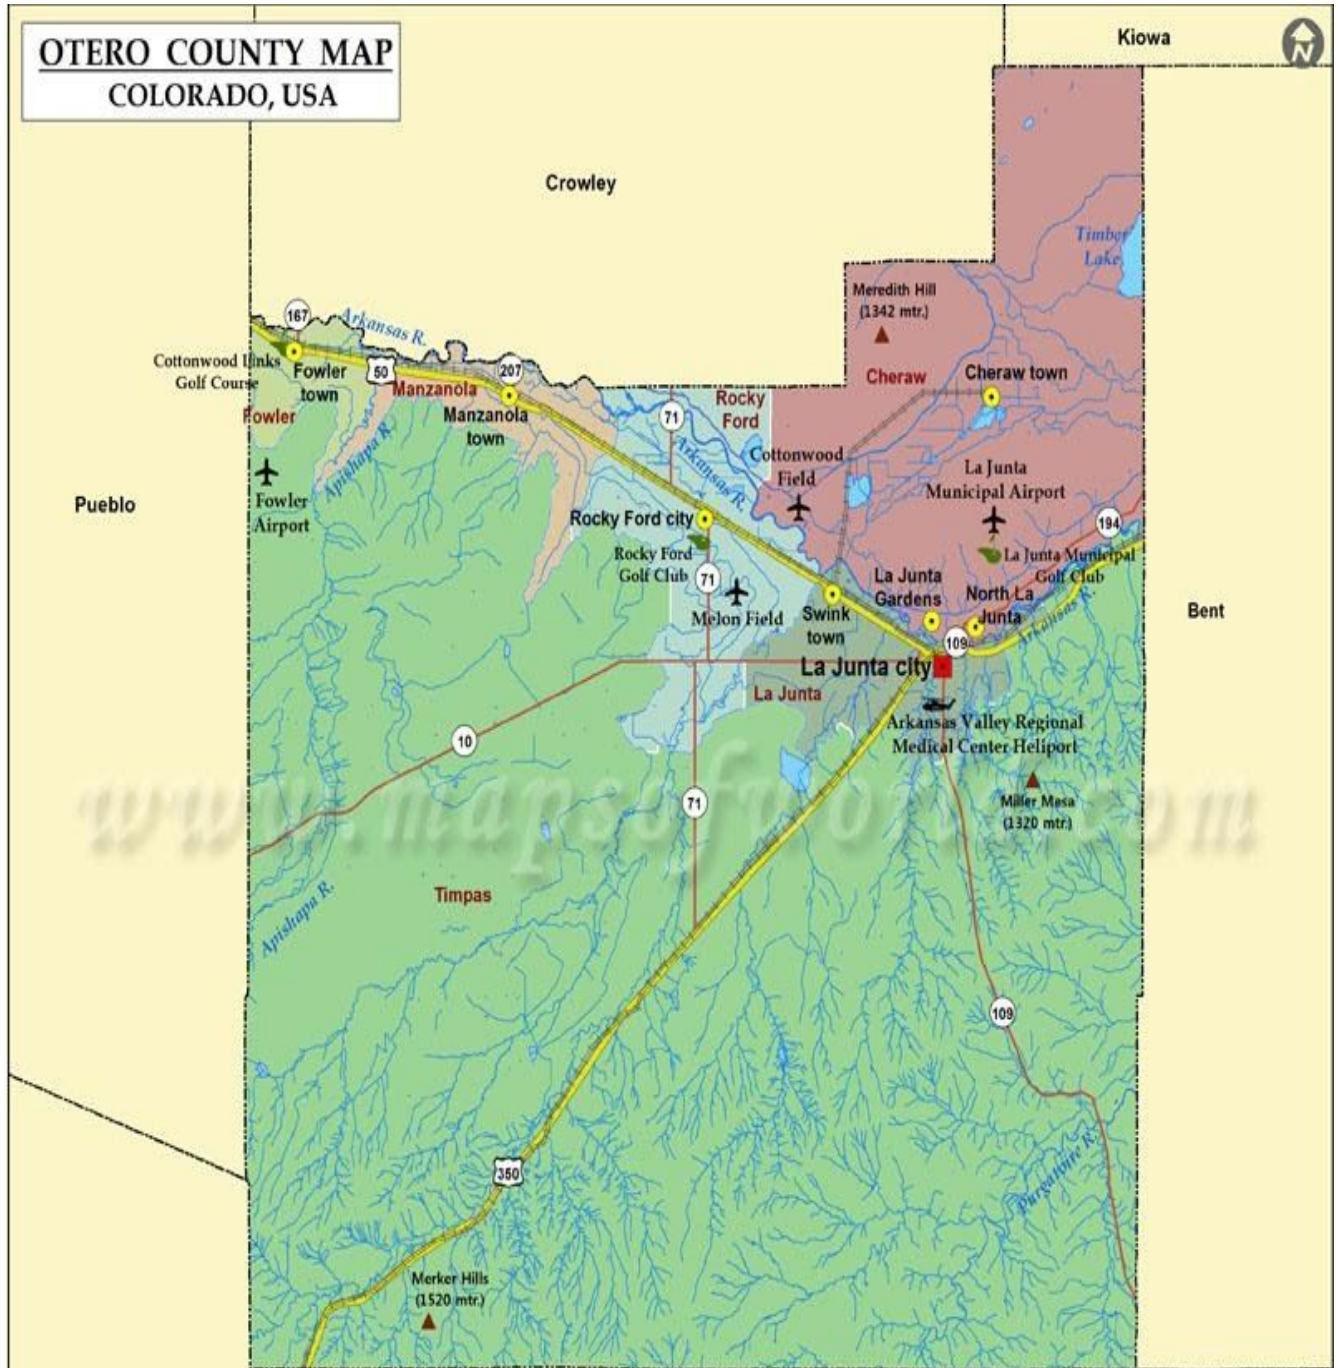 OTERO COUNTY MAP
COLORADO, USA
Kiowa
N
Crowley
Timber
Lake
Meredith Hill
(1342 mtr.)
167
Arkansas R.
Cottonwood Links
Golf Course
Fowler
town
50
207
Manzanola
Cheraw
Cheraw town
Fowler
Manzanola
town
71
Rocky
Ford
Apishapa R.
Arkansas R.
Cottonwood
Field
La Junta
Municipal Airport
Pueblo
Fowler
Airport
Rocky Ford city
194
Rocky Ford
Golf Club
La Junta Municipal
Golf Club
71
La Junta
Gardens
North La
Junta
Melon Field
Swink
town
Arkansas R.
Bent
109
La Junta city
La Junta
Arkansas Valley Regional
Medical Center Heliport
10
Miller Mesa
(1320 mtr.)
71
www.mapsofworld.com
Timpas
Apishapa R.
109
Purgatoire R.
350
Merker Hills
(1520 mtr.)